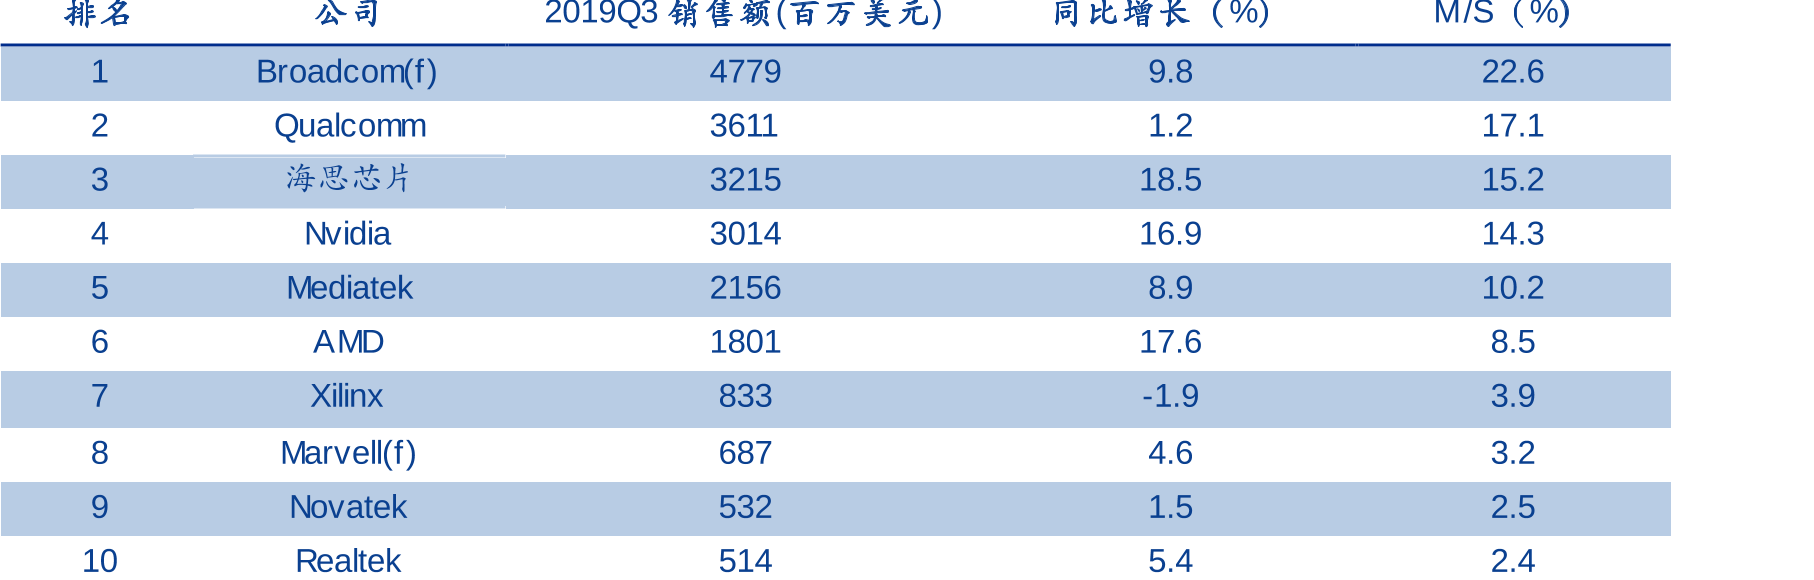 排名 公司 2019Q3 销售额(百万美元) 同比增长（%） M/S（%）
1 Broadcom(f) 4779 9.8 22.6
2 Qualcomm 3611 1.2 17.1
3 海思芯片 3215 18.5 15.2
4 Nvidia 3014 16.9 14.3
5 Mediatek 2156 8.9 10.2
6 AMD 1801 17.6 8.5
7 Xilinx 833 -1.9 3.9
8 Marvell(f) 687 4.6 3.2
9 Novatek 532 1.5 2.5
10 Realtek 514 5.4 2.4